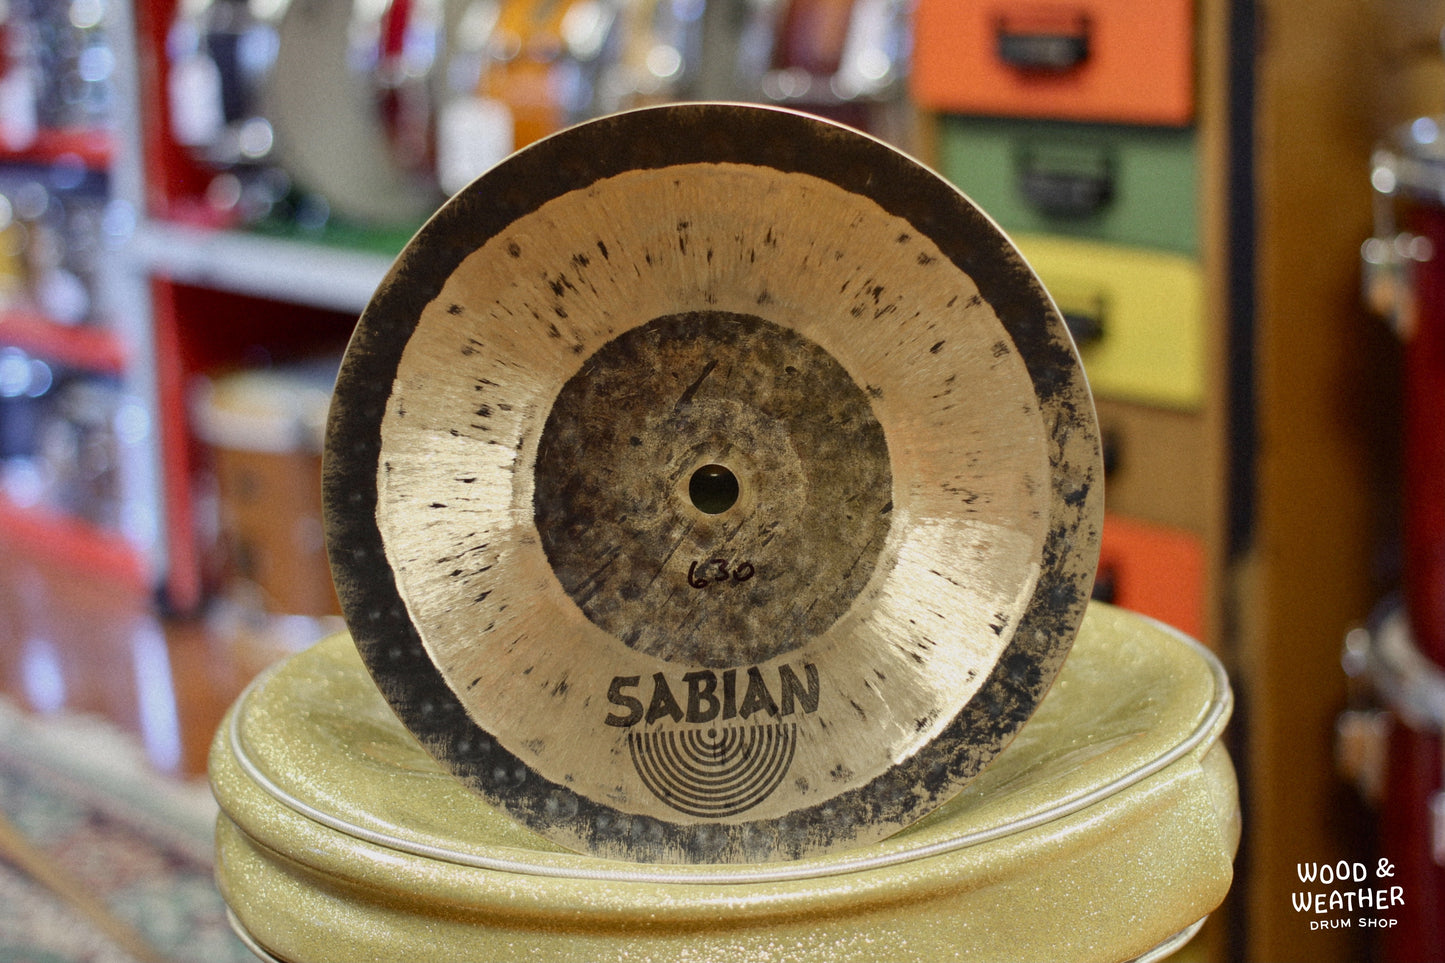 630
SABIAN
WOOD &
WEATHER
DRUM SHOP